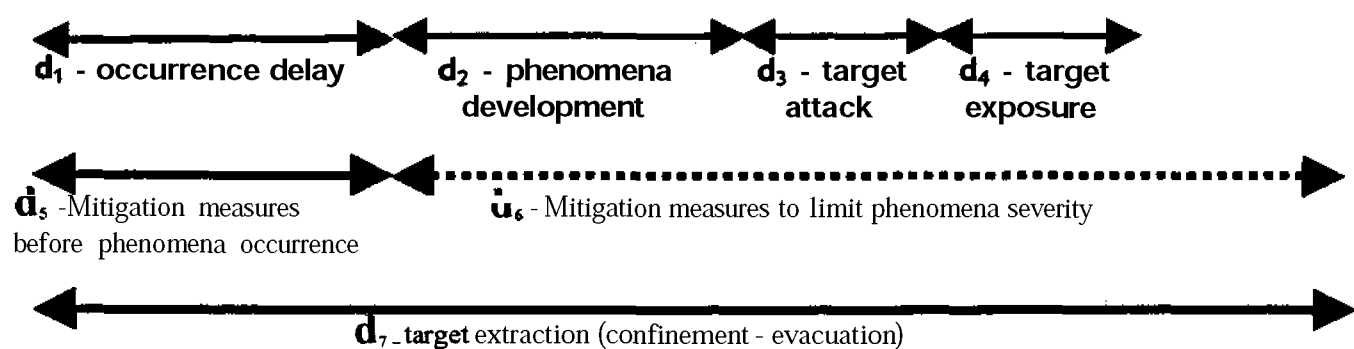 d₁ - occurrence delay
d₂ - phenomena
development
d₃ - target
attack
d₄ - target
exposure
d₅ -Mitigation measures
before phenomena occurrence
u₆ - Mitigation measures to limit phenomena severity
d₇ - target extraction (confinement - evacuation)